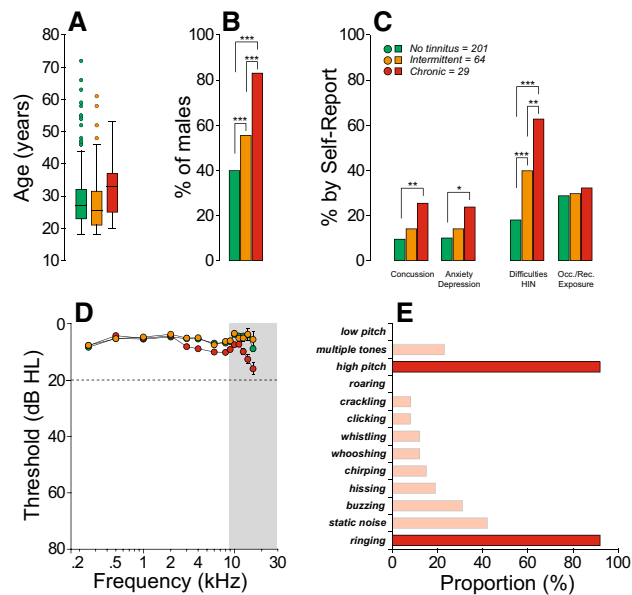 A
Age (years)
80
70
60
50
40
30
20
10
B
% of males
100
80
60
40
20
0
***
***
***
C
% by Self-Report
100
80
60
40
20
0
No tinnitus = 201
Intermittent = 64
Chronic = 29
**
*
***
**
***
Concussion
Anxiety
Depression
Difficulties
HIN
Occ./Rec.
Exposure
D
Threshold (dB HL)
0
20
40
60
80
.2 .5 1 2 4 10 30
Frequency (kHz)
E
low pitch
multiple tones
high pitch
roaring
crackling
clicking
whistling
whooshing
chirping
hissing
buzzing
static noise
ringing
0 20 40 60 80 100
Proportion (%)